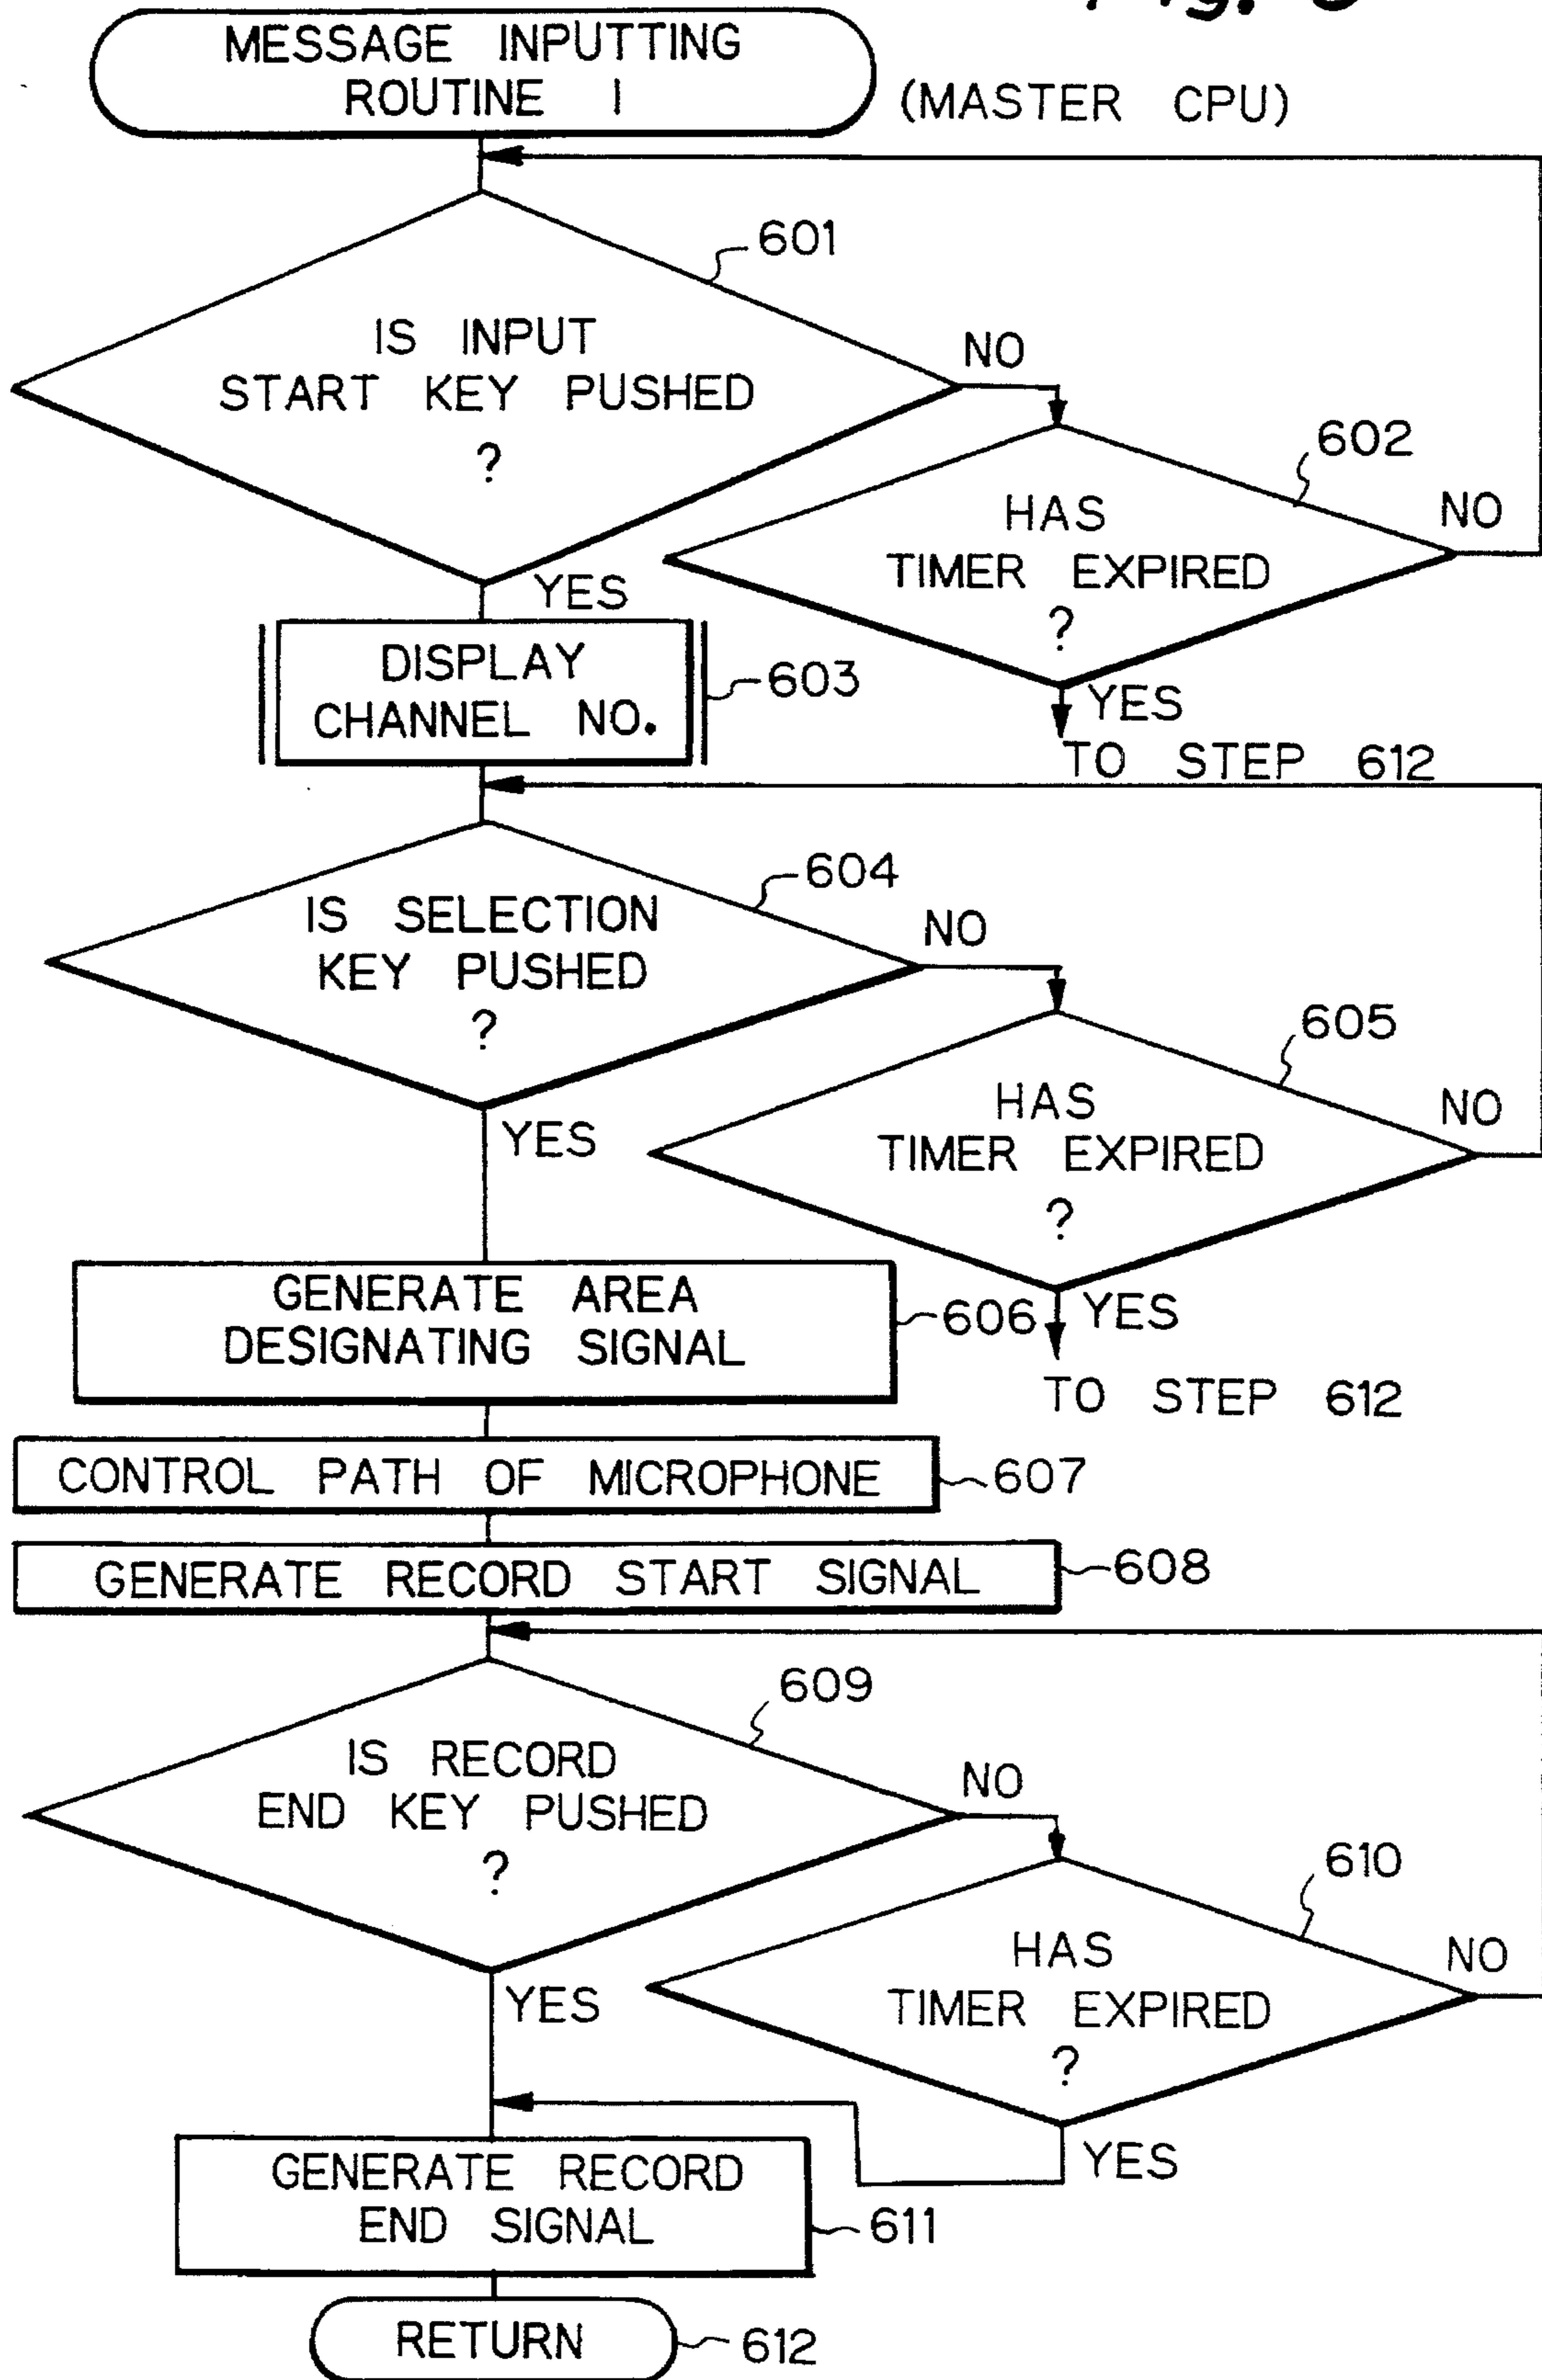 Fig.
MESSAGE INPUTTING
ROUTINE I
(MASTER CPU)
601
IS INPUT
START KEY PUSHED
?
NO
602
HAS
TIMER EXPIRED
?
NO
YES
YES
TO STEP 612
DISPLAY
CHANNEL NO.
603
604
IS SELECTION
KEY PUSHED
?
NO
605
HAS
TIMER EXPIRED
?
NO
YES
YES
TO STEP 612
GENERATE AREA
DESIGNATING SIGNAL
606
CONTROL PATH OF MICROPHONE
607
GENERATE RECORD START SIGNAL
608
609
IS RECORD
END KEY PUSHED
?
NO
610
HAS
TIMER EXPIRED
?
NO
YES
YES
GENERATE RECORD
END SIGNAL
611
RETURN
612